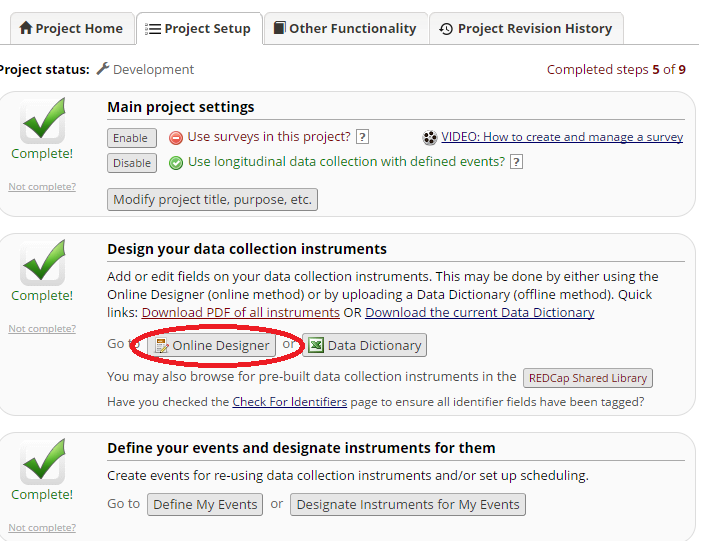 Project Home
Project Setup
Other Functionality
Project Revision History
Project status: Development
Completed steps 5 of 9
Complete!
Not complete?
Main project settings
Enable Use surveys in this project? ? VIDEO: How to create and manage a survey
Disable Use longitudinal data collection with defined events? ?
Modify project title, purpose, etc.
Complete!
Not complete?
Design your data collection instruments
Add or edit fields on your data collection instruments. This may be done by either using the
Online Designer (online method) or by uploading a Data Dictionary (offline method). Quick
links: Download PDF of all instruments OR Download the current Data Dictionary
Go to Online Designer or Data Dictionary
You may also browse for pre-built data collection instruments in the REDCap Shared Library
Have you checked the Check For Identifiers page to ensure all identifier fields have been tagged?
Complete!
Not complete?
Define your events and designate instruments for them
Create events for re-using data collection instruments and/or set up scheduling.
Go to Define My Events or Designate Instruments for My Events